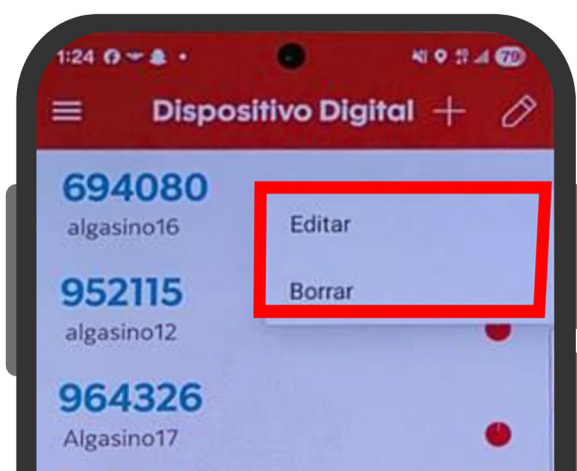 1:24
79
Dispositivo Digital
694080
algasino16
Editar
Borrar
952115
algasino12
964326
Algasino17